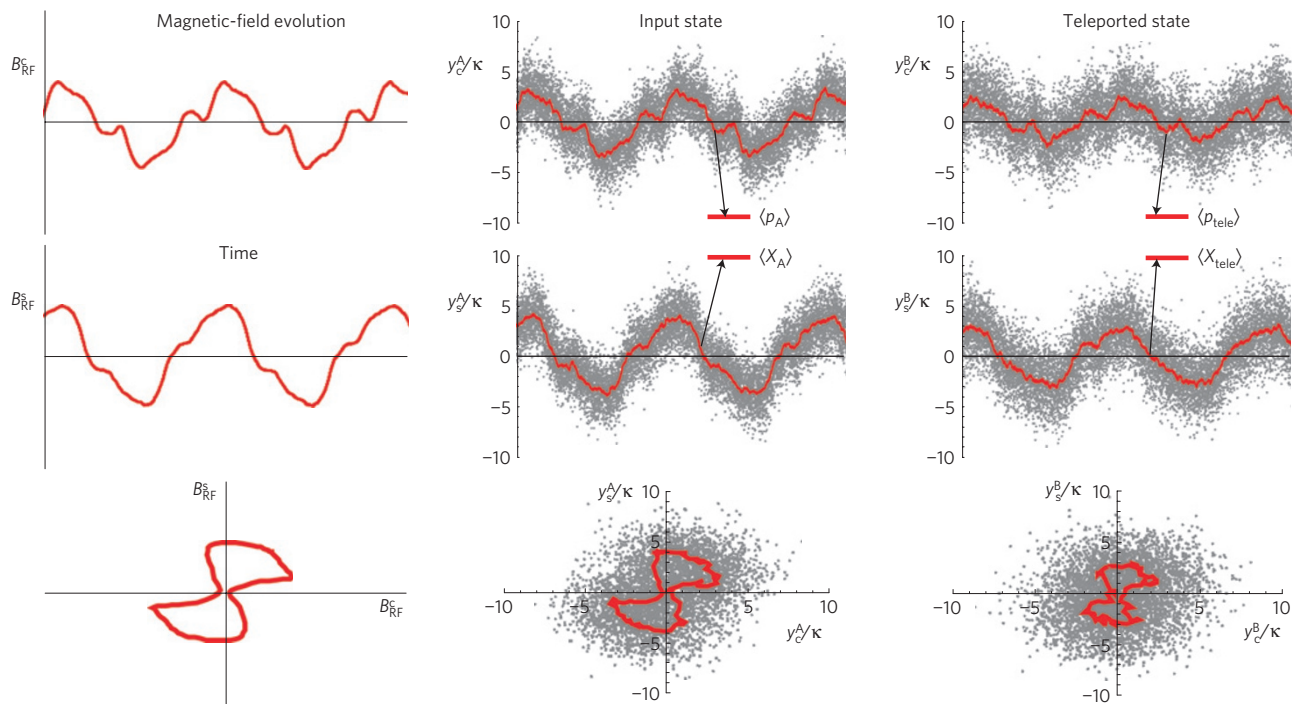 Magnetic-field evolution
Input state
Teleported state
B^c_RF
y^A_c/κ
10
5
0
−5
−10
⟨p_A⟩
y^B_c/κ
10
5
0
−5
−10
⟨p_tele⟩
Time
B^s_RF
y^A_s/κ
10
5
0
−5
−10
⟨X_A⟩
y^B_s/κ
10
5
0
−5
−10
⟨X_tele⟩
B^s_RF
B^c_RF
y^A_s/κ
10
5
−10
−5
0
5
10
y^A_c/κ
−5
−10
y^B_s/κ
10
5
−10
−5
0
5
10
y^B_c/κ
−5
−10